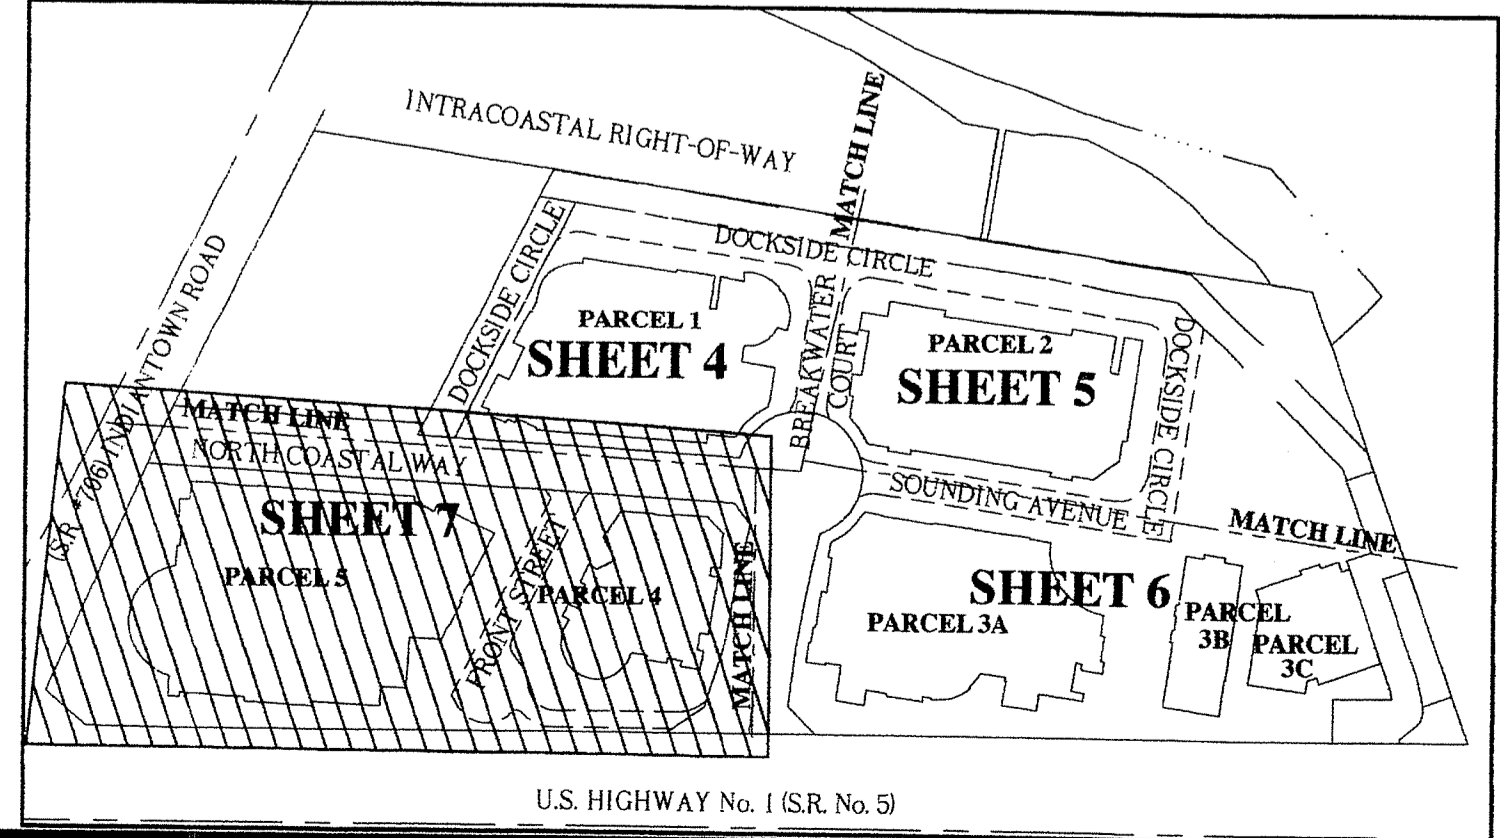 INTRACOASTAL RIGHT-OF-WAY
MATCH LINE
DOCKSIDE CIRCLE
DOCKSIDE CIRCLE
PARCEL 1
SHEET 4
BREAKWATER
COURT
PARCEL 2
SHEET 5
DOCKSIDE CIRCLE
(S.R. #706) INDIANTOWN ROAD
MATCH LINE
NORTH COASTAL WAY
SHEET 7
PARCEL 5
FRONT STREET
PARCEL 4
MATCH LINE
SOUNDING AVENUE
MATCH LINE
SHEET 6
PARCEL 3A
PARCEL
3B
PARCEL
3C
U.S. HIGHWAY No. 1 (S.R. No. 5)